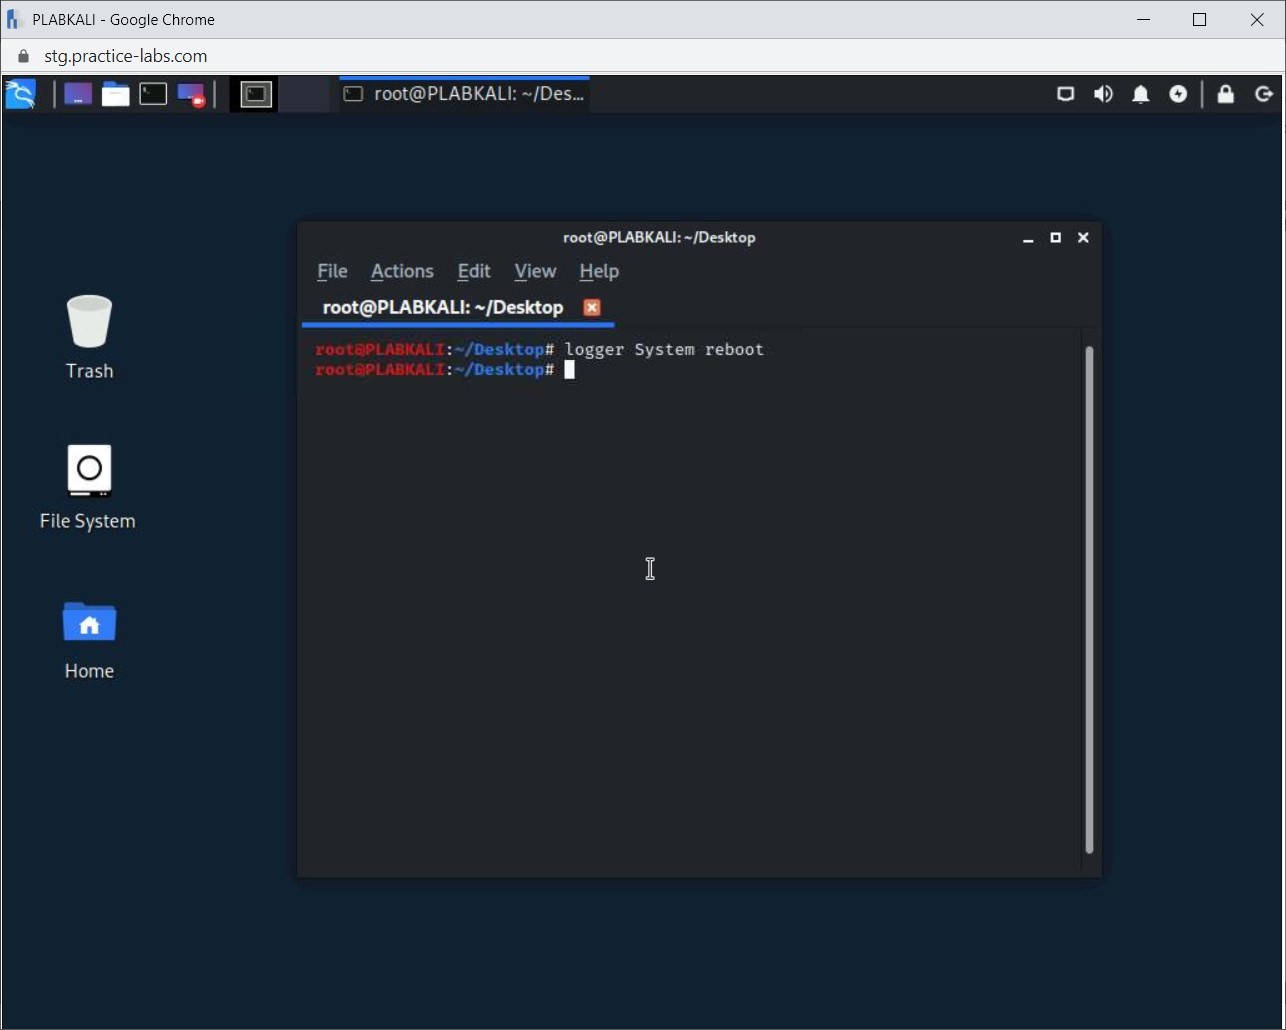 PLABKALI - Google Chrome
stg.practice-labs.com
root@PLABKALI: ~/Des...
root@PLABKALI: ~/Desktop
File Actions Edit View Help
root@PLABKALI: ~/Desktop
root@PLABKALI:~/Desktop# logger System reboot
root@PLABKALI:~/Desktop#
Trash
File System
Home